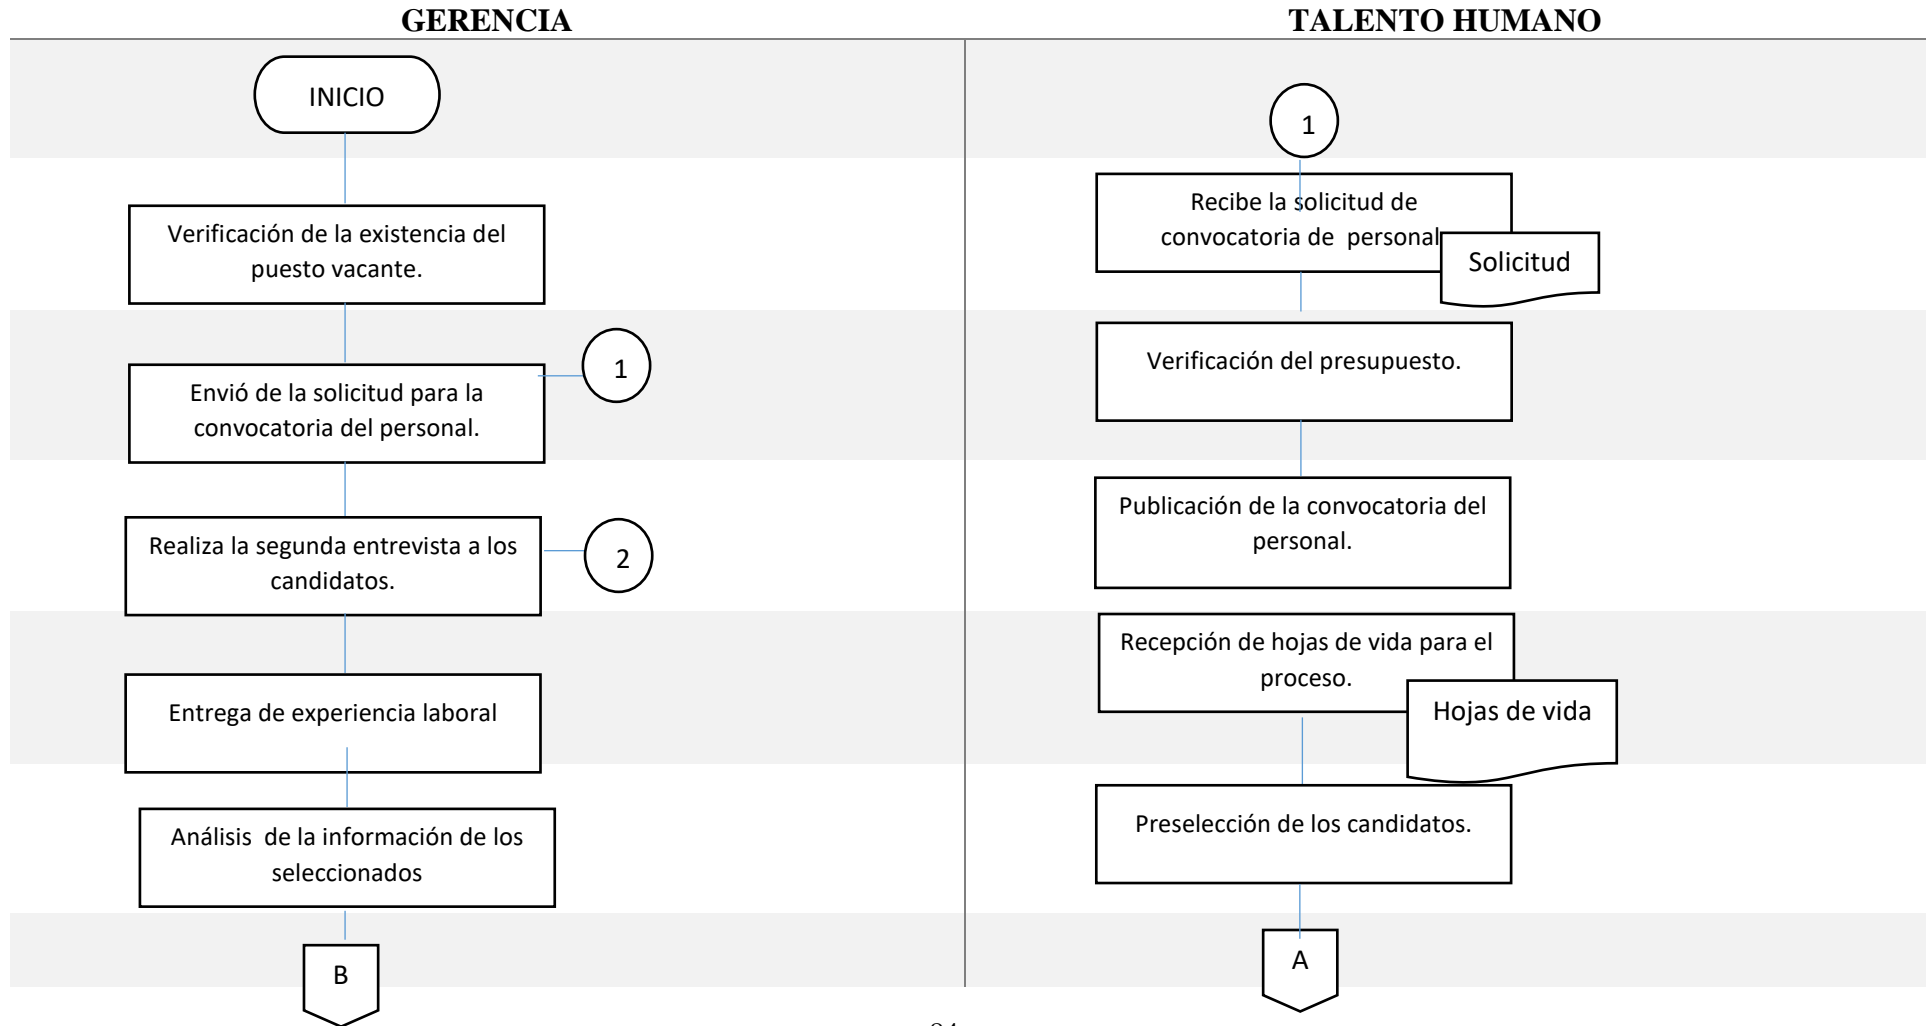 GERENCIA
TALENTO HUMANO
INICIO
Verificación de la existencia del
puesto vacante.
Envió de la solicitud para la
convocatoria del personal.
1
Realiza la segunda entrevista a los
candidatos.
2
Entrega de experiencia laboral
Análisis  de la información de los
seleccionados
B
1
Recibe la solicitud de
convocatoria de  personal
Solicitud
Verificación del presupuesto.
Publicación de la convocatoria del
personal.
Recepción de hojas de vida para el
proceso.
Hojas de vida
Preselección de los candidatos.
A